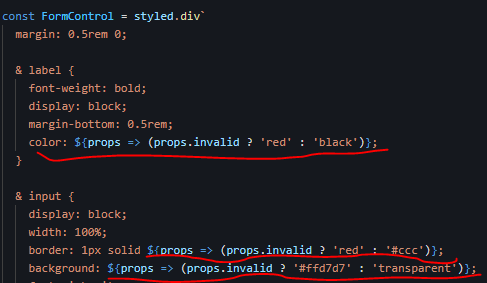 const FormControl = styled.div`
margin: 0.5rem 0;
& label {
font-weight: bold;
display: block;
margin-bottom: 0.5rem;
color: ${props => (props.invalid ? 'red' : 'black')};
}
& input {
display: block;
width: 100%;
border: 1px solid ${props => (props.invalid ? 'red' : '#ccc')};
background: ${props => (props.invalid ? '#ffd7d7' : 'transparent')};